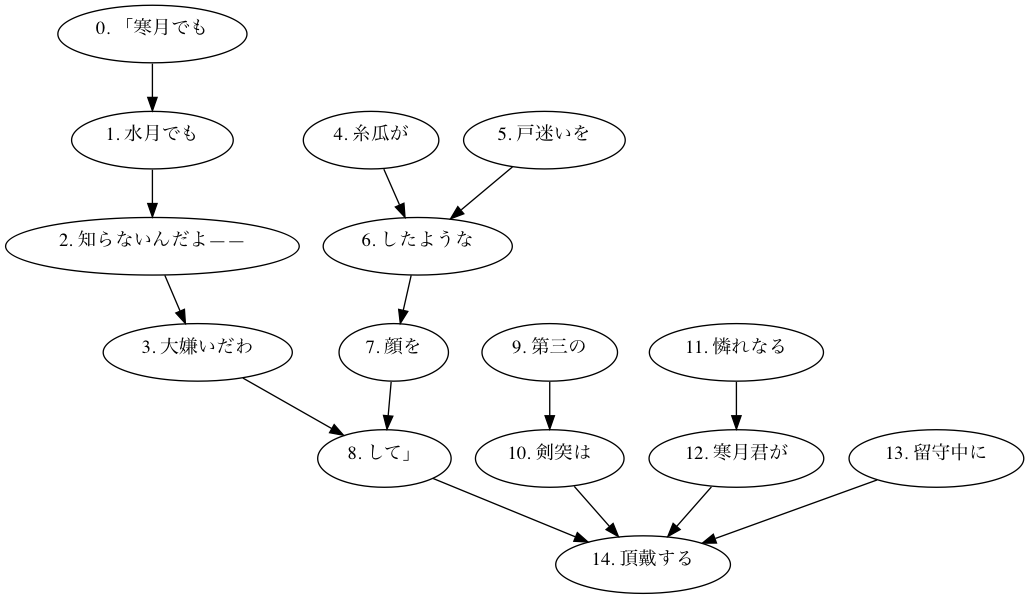 0. 「寒月でも
1. 水月でも
2. 知らないんだよ——
3. 大嫌いだわ
4. 糸瓜が
5. 戸迷いを
6. したような
7. 顔を
8. して」
9. 第三の
10. 剣突は
11. 憐れなる
12. 寒月君が
13. 留守中に
14. 頂戴する